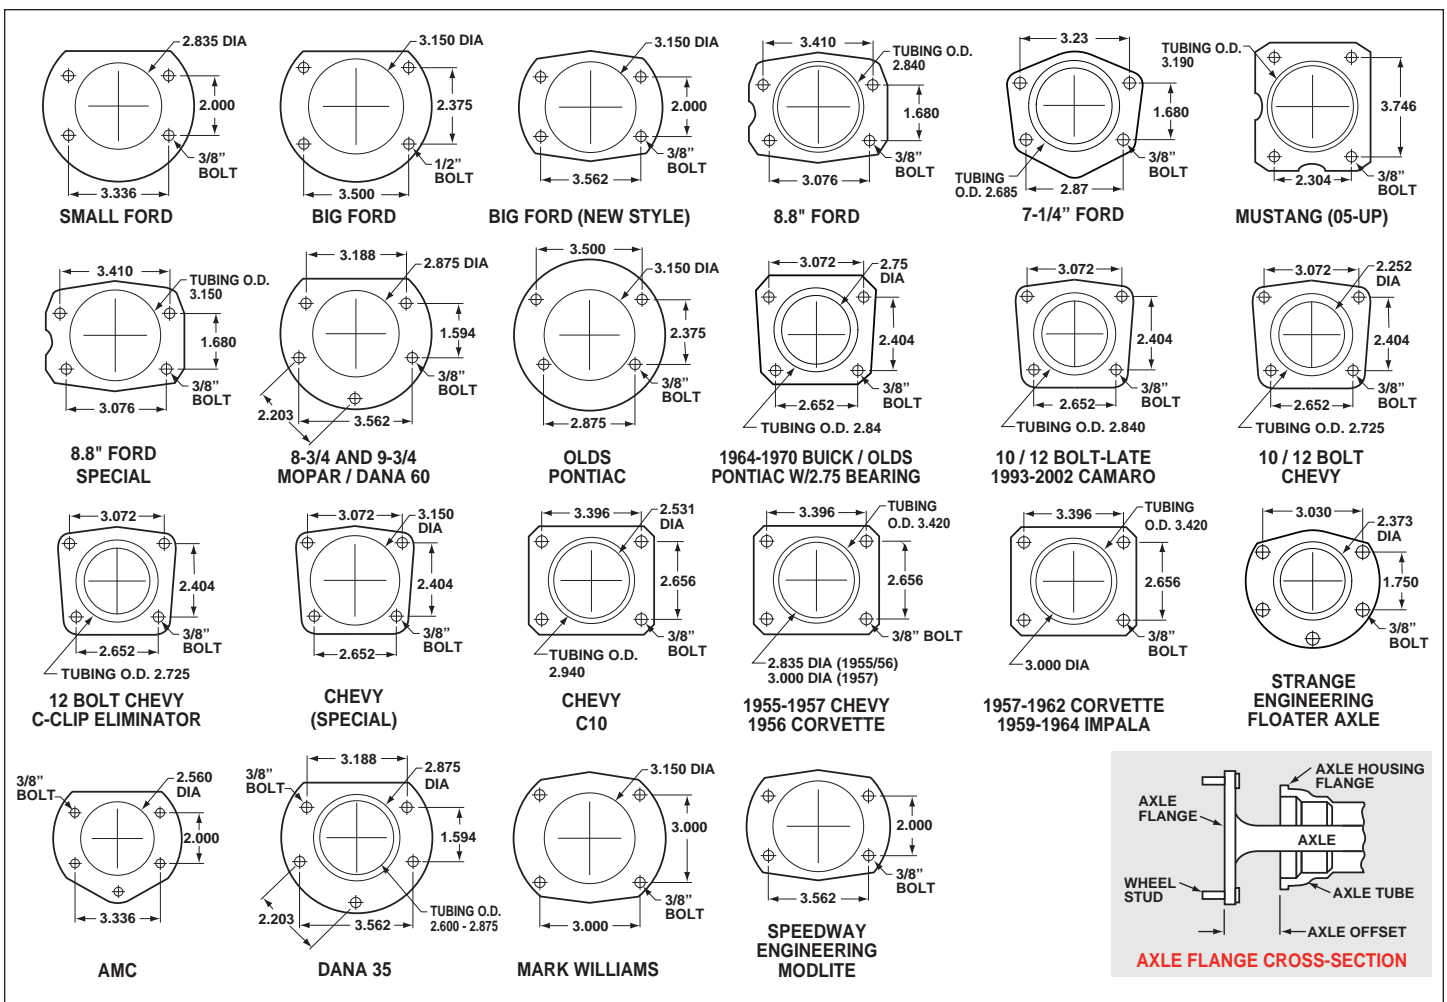 2.835 DIA
2.000
3/8”
BOLT
3.336
SMALL FORD
3.150 DIA
2.375
1/2”
BOLT
3.500
BIG FORD
3.150 DIA
2.000
3/8”
BOLT
3.562
BIG FORD (NEW STYLE)
3.410
TUBING O.D.
2.840
1.680
3/8”
BOLT
3.076
8.8" FORD
3.23
1.680
TUBING
O.D. 2.685
3/8”
BOLT
2.87
7-1/4” FORD
TUBING O.D.
3.190
3.746
2.304
3/8”
BOLT
MUSTANG (05-UP)
3.410
TUBING O.D.
3.150
1.680
3/8”
BOLT
3.076
8.8" FORD
SPECIAL
3.188
2.875 DIA
1.594
3/8”
BOLT
2.203
3.562
8-3/4 AND 9-3/4
MOPAR / DANA 60
3.500
3.150 DIA
2.375
3/8”
BOLT
2.875
OLDS
PONTIAC
3.072
2.75
DIA
2.404
3/8”
BOLT
2.652
TUBING O.D. 2.84
1964-1970 BUICK / OLDS
PONTIAC W/2.75 BEARING
3.072
2.404
3/8”
BOLT
2.652
TUBING O.D. 2.840
10 / 12 BOLT-LATE
1993-2002 CAMARO
3.072
2.252
DIA
2.404
3/8”
BOLT
2.652
TUBING O.D. 2.725
10 / 12 BOLT
CHEVY
3.072
2.404
3/8”
BOLT
2.652
TUBING O.D. 2.725
12 BOLT CHEVY
C-CLIP ELIMINATOR
3.072
3.150
DIA
2.404
3/8”
BOLT
2.652
CHEVY
(SPECIAL)
3.396
2.531
DIA
2.656
3/8”
BOLT
TUBING O.D.
2.940
CHEVY
C10
3.396
TUBING
O.D. 3.420
2.656
3/8” BOLT
2.835 DIA (1955/56)
3.000 DIA (1957)
1955-1957 CHEVY
1956 CORVETTE
3.396
TUBING
O.D. 3.420
2.656
3/8”
BOLT
3.000 DIA
1957-1962 CORVETTE
1959-1964 IMPALA
3.030
2.373
DIA
1.750
3/8”
BOLT
STRANGE
ENGINEERING
FLOATER AXLE
3/8”
BOLT
2.560
DIA
2.000
3.336
AMC
3/8”
BOLT
3.188
2.875
DIA
1.594
2.203
3.562
TUBING O.D.
2.600 - 2.875
DANA 35
3.150 DIA
3.000
3/8”
BOLT
3.000
MARK WILLIAMS
2.000
3/8”
BOLT
3.562
SPEEDWAY
ENGINEERING
MODLITE
AXLE HOUSING
FLANGE
AXLE
FLANGE
AXLE
WHEEL
STUD
AXLE TUBE
AXLE OFFSET
AXLE FLANGE CROSS-SECTION